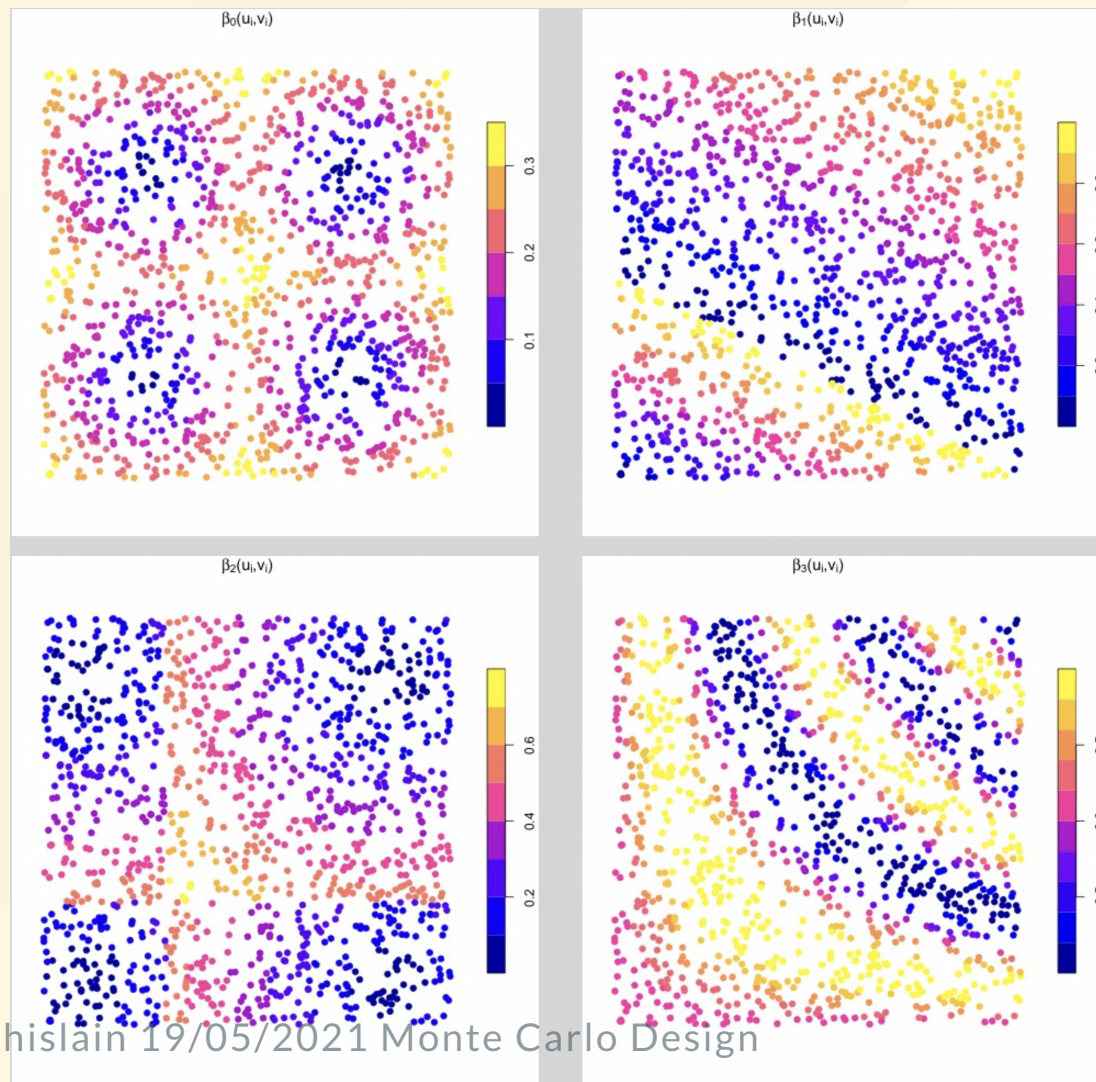 β₀(uᵢ,vᵢ)
β₁(uᵢ,vᵢ)
0.3
0.2
0.1
β₂(uᵢ,vᵢ)
β₃(uᵢ,vᵢ)
0.6
0.4
0.2
hislain 19/05/2021 Monte Carlo Design